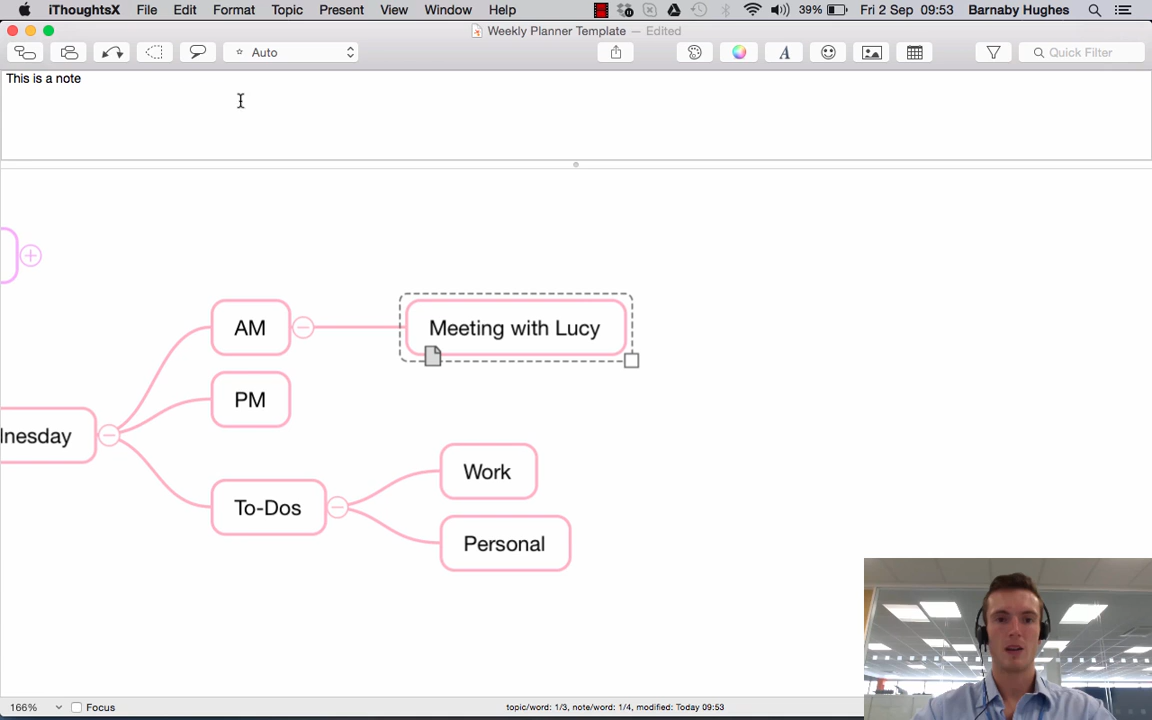 iThoughtsX File Edit Format Topic Present View Window Help 39% Fri 2 Sep 09:53 Barnaby Hughes
Weekly Planner Template — Edited
Auto A Quick Filter
This is a note
AM
Meeting with Lucy
PM
dnesday
Work
To-Dos
Personal
166% Focus topic/word: 1/3, note/word: 1/4, modified: Today 09:53